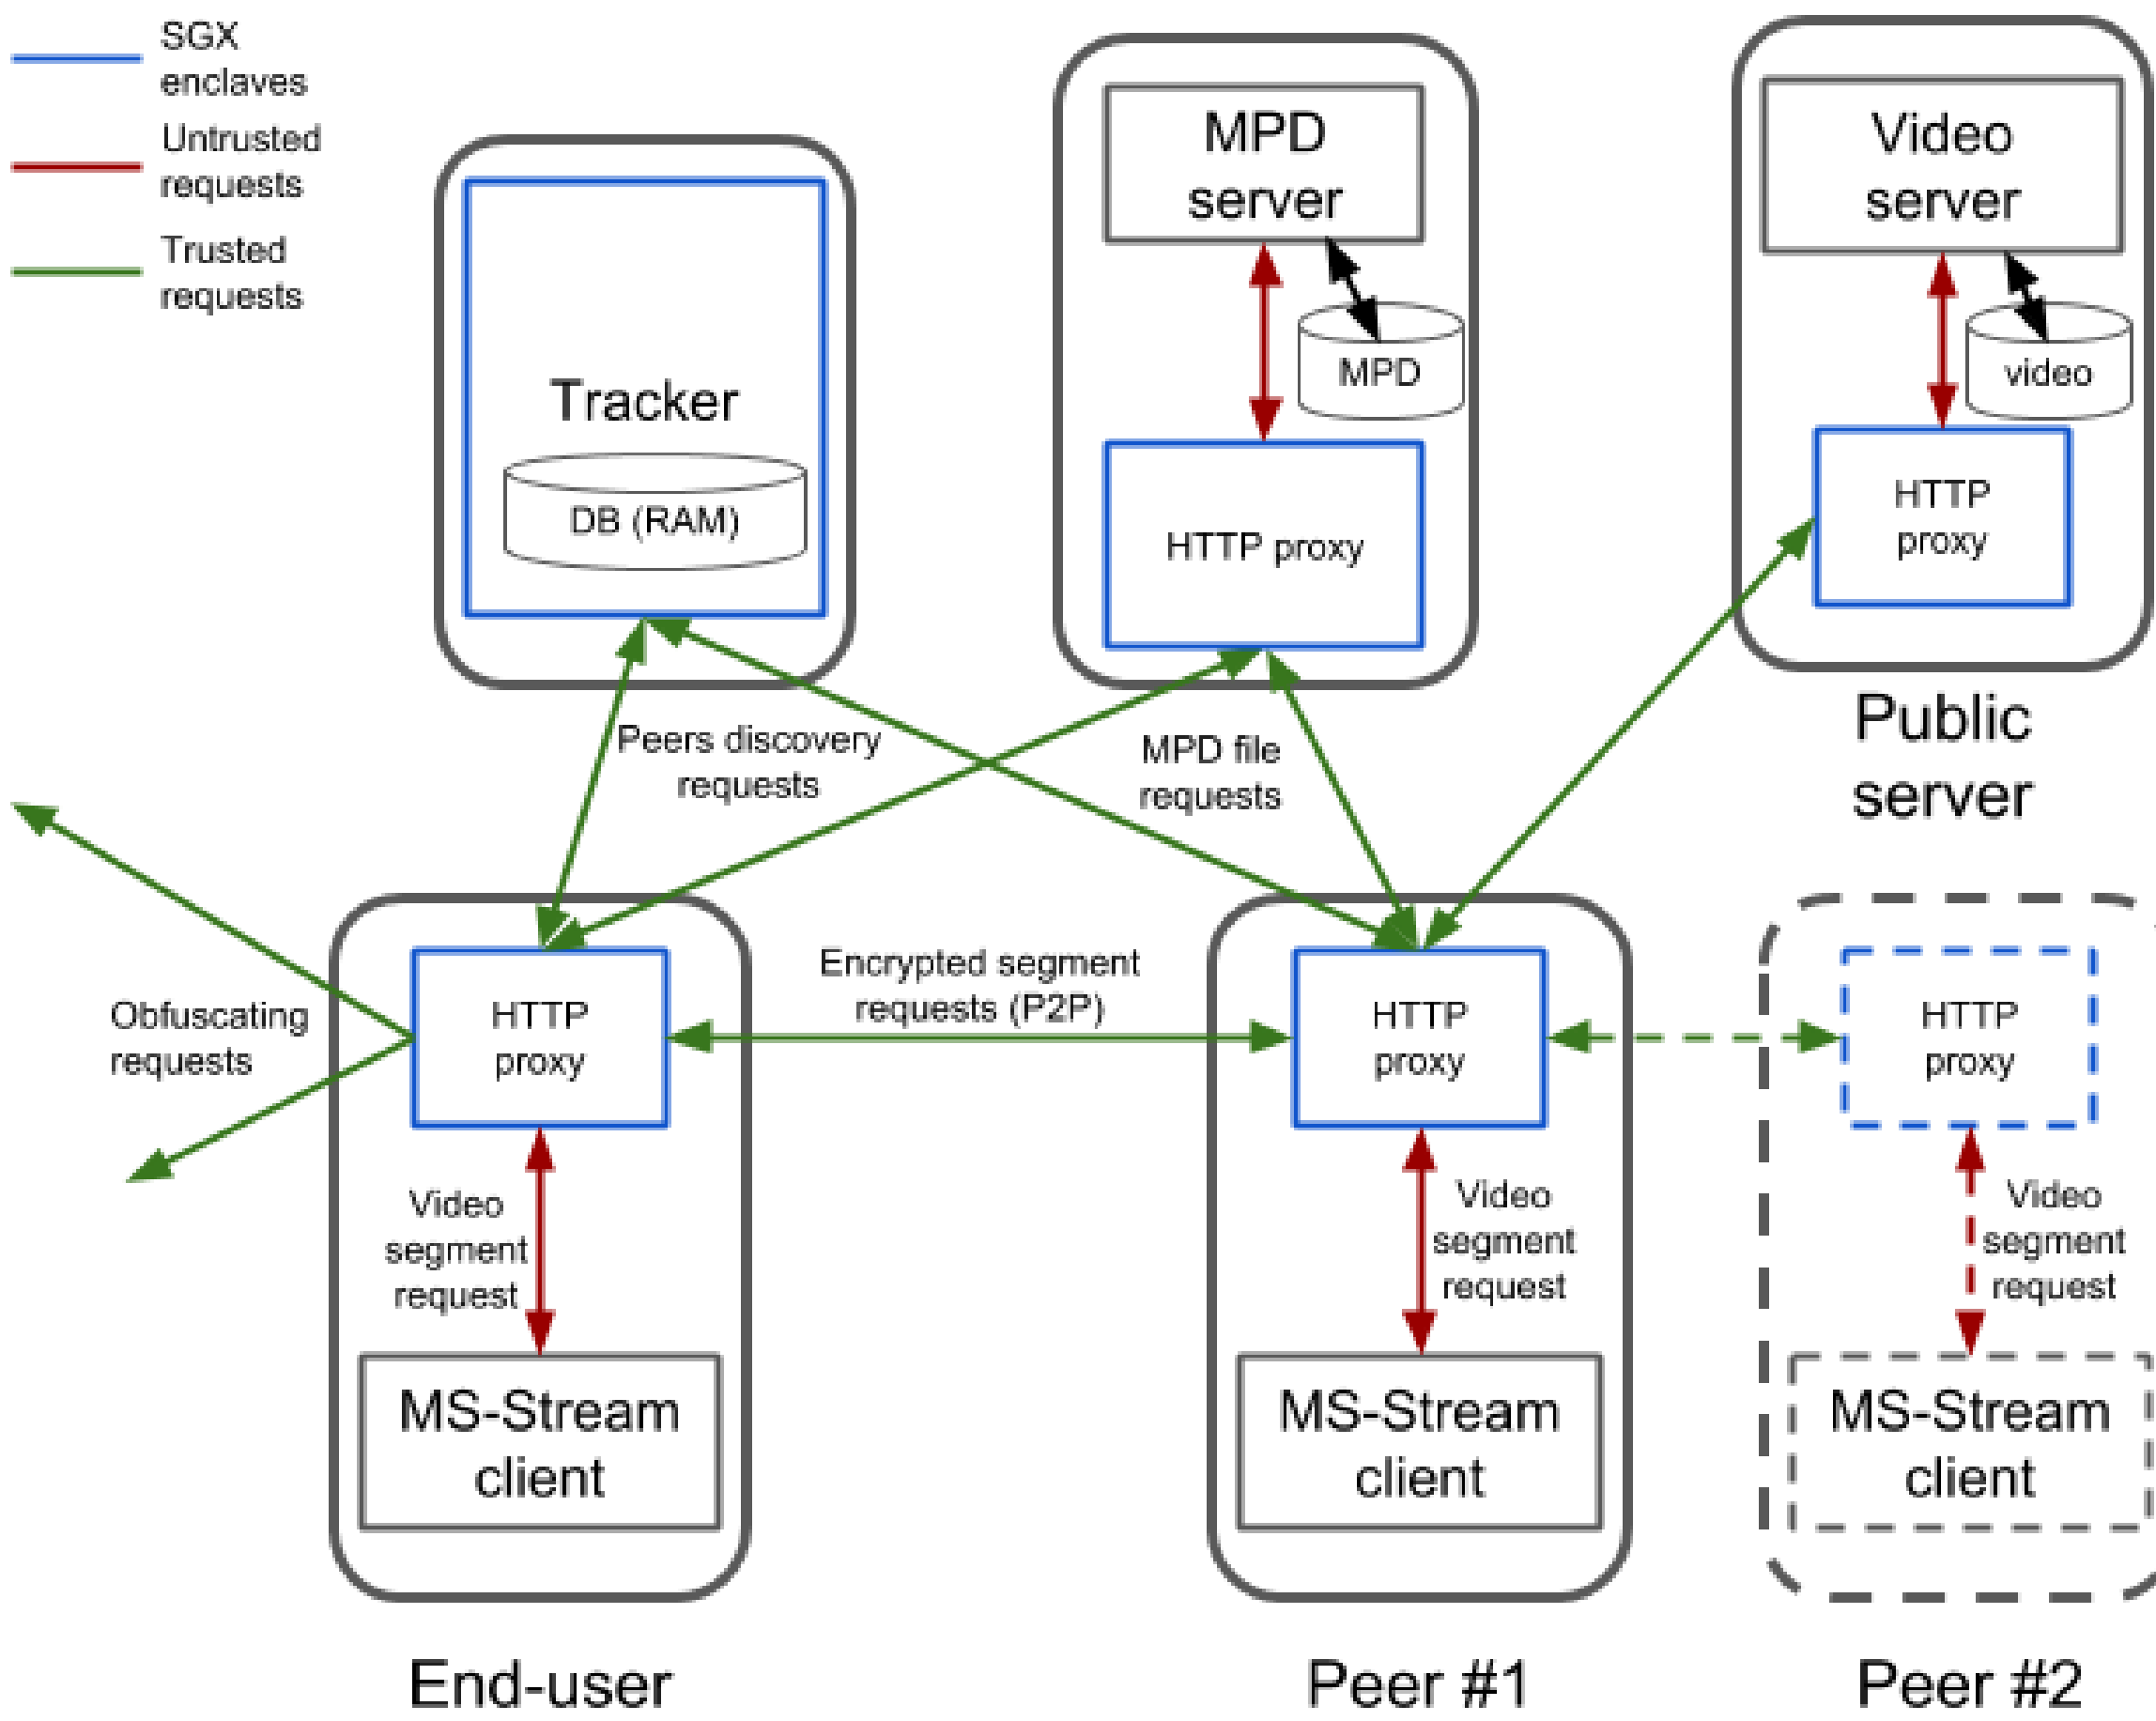 SGX
enclaves
Untrusted
requests
Trusted
requests
Tracker
DB (RAM)
MPD
server
MPD
HTTP proxy
Video
server
video
HTTP
proxy
Public
server
Peers discovery
requests
MPD file
requests
Obfuscating
requests
HTTP
proxy
Encrypted segment
requests (P2P)
HTTP
proxy
HTTP
proxy
Video
segment
request
Video
segment
request
Video
segment
request
MS-Stream
client
MS-Stream
client
MS-Stream
client
End-user
Peer #1
Peer #2